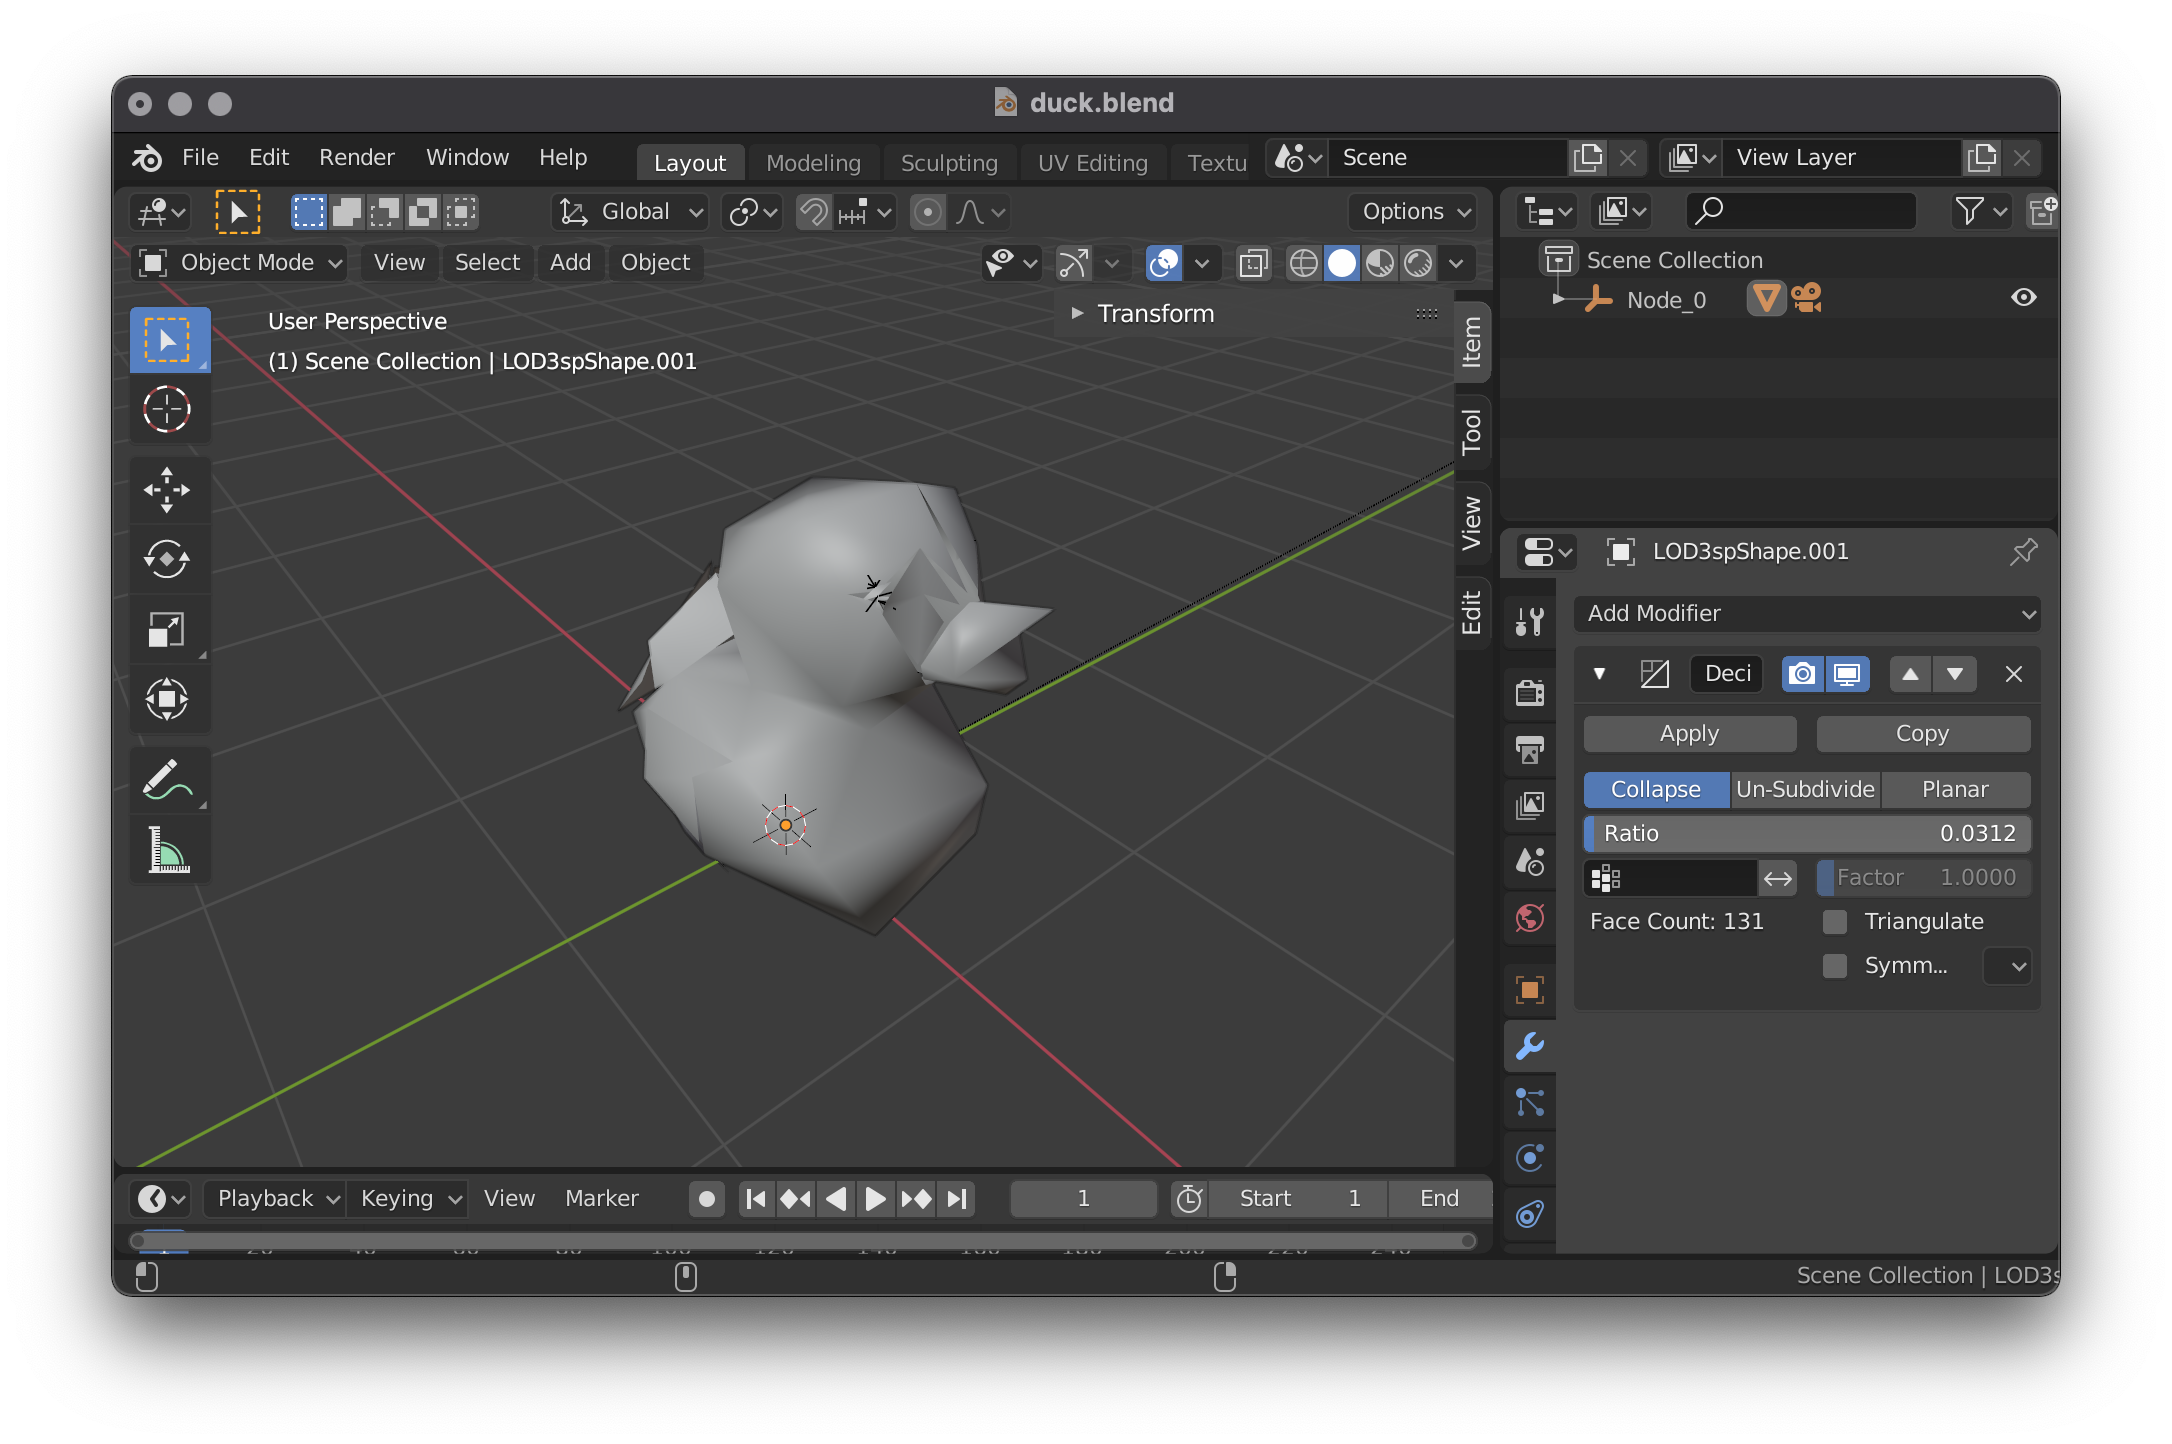 duck.blend
File Edit Render Window Help Layout Modeling Sculpting UV Editing Textu Scene View Layer
Global Options
Object Mode View Select Add Object
Scene Collection
Node_0
Transform
User Perspective
(1) Scene Collection | LOD3spShape.001
Item
Tool
View
Edit
LOD3spShape.001
Add Modifier
Deci
Apply Copy
Collapse Un-Subdivide Planar
Ratio 0.0312
Factor 1.0000
Face Count: 131 Triangulate
Symm...
Playback Keying View Marker 1 Start 1 End
Scene Collection | LOD3s